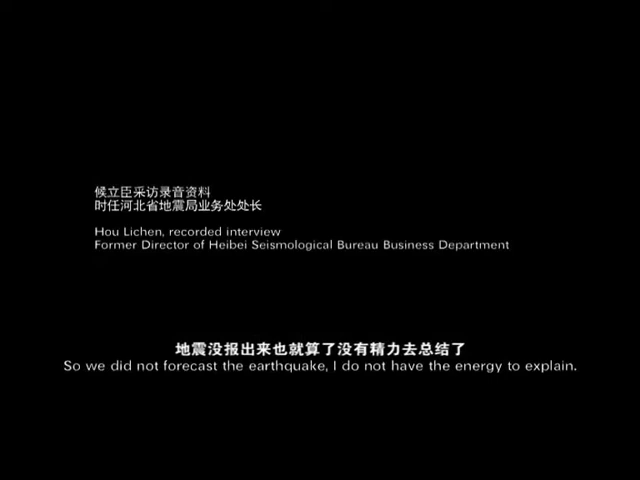 候立臣采访录音资料
时任河北省地震局业务处处长
Hou Lichen, recorded interview
Former Director of Heibei Seismological Bureau Business Department
地震没报出来也就算了没有精力去总结了
So we did not forecast the earthquake, I do not have the energy to explain.